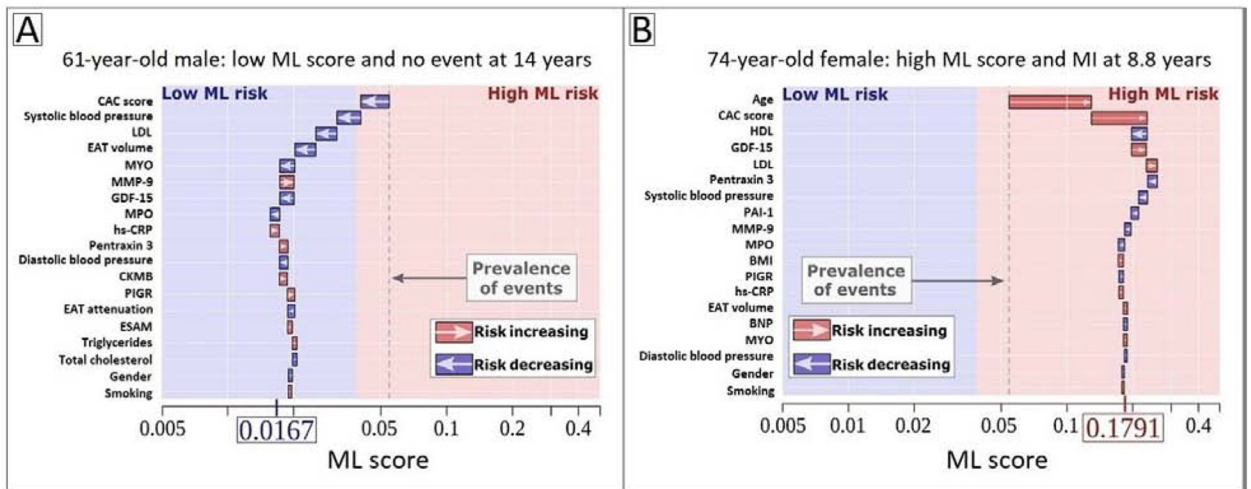 A
61-year-old male: low ML score and no event at 14 years
Low ML risk
High ML risk
CAC score
Systolic blood pressure
LDL
EAT volume
MYO
MMP-9
GDF-15
MPO
hs-CRP
Pentraxin 3
Diastolic blood pressure
CKMB
PIGR
EAT attenuation
ESAM
Triglycerides
Total cholesterol
Gender
Smoking
Prevalence
of events
Risk increasing
Risk decreasing
0.005 0.0167 0.05 0.1 0.2 0.4
ML score
B
74-year-old female: high ML score and MI at 8.8 years
Low ML risk
High ML risk
Age
CAC score
HDL
GDF-15
LDL
Pentraxin 3
Systolic blood pressure
PAI-1
MMP-9
MPO
BMI
PIGR
hs-CRP
EAT volume
BNP
MYO
Diastolic blood pressure
Gender
Smoking
Prevalence
of events
Risk increasing
Risk decreasing
0.005 0.01 0.02 0.05 0.1 0.1791 0.4
ML score